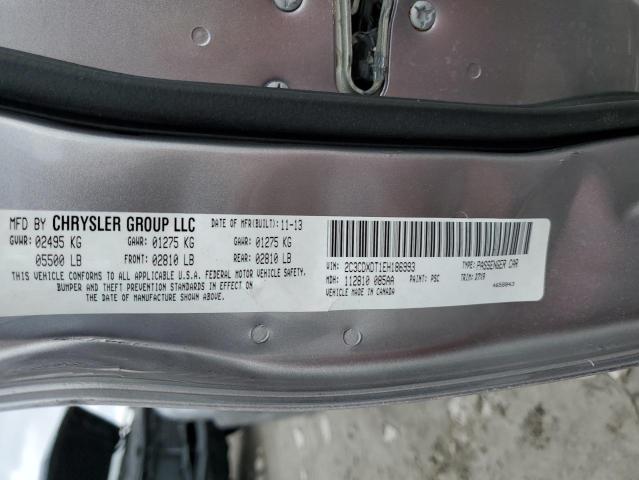 MFD BY CHRYSLER GROUP LLC DATE OF MFR(BUILT): 11-13
GVWR: 02495 KG GAWR: 01275 KG GAWR: 01275 KG
05500 LB FRONT: 02810 LB REAR: 02810 LB
THIS VEHICLE CONFORMS TO ALL APPLICABLE U.S.A. FEDERAL MOTOR VEHICLE SAFETY,
BUMPER AND THEFT PREVENTION STANDARDS IN EFFECT ON
THE DATE OF MANUFACTURE SHOWN ABOVE.
VIN: 2C3CDXDT1EH186983 TYPE: PASSENGER CAR
MDH: 112810 085AA PAINT: PSC TRIM:
VEHICLE MADE IN CANADA